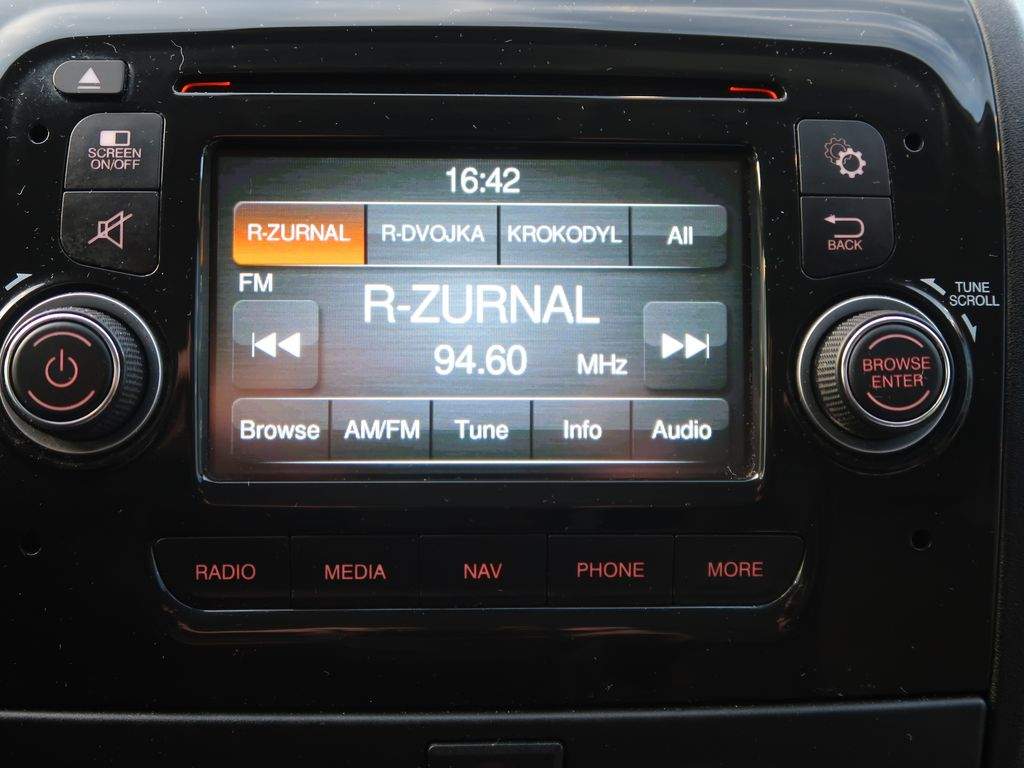 SCREEN
ON/OFF
16:42
R-ZURNAL R-DVOJKA KROKODYL All
BACK
FM
R-ZURNAL
94.60 MHz
TUNE
SCROLL
BROWSE
ENTER
Browse AM/FM Tune Info Audio
RADIO MEDIA NAV PHONE MORE